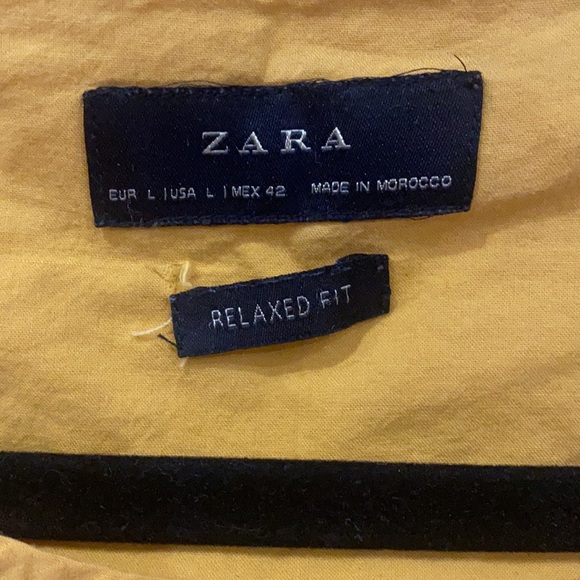 ZARA
EUR L | USA L | MEX 42 MADE IN MOROCCO
RELAXED FIT